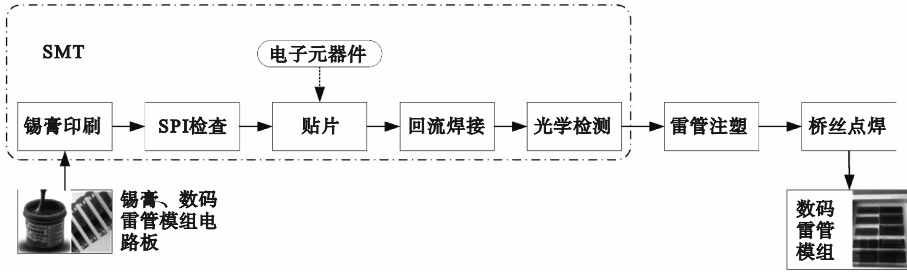 SMT
电子元器件
锡膏印刷
SPI检查
贴片
回流焊接
光学检测
雷管注塑
桥丝点焊
锡膏、数码
雷管模组电
路板
数码
雷管
模组